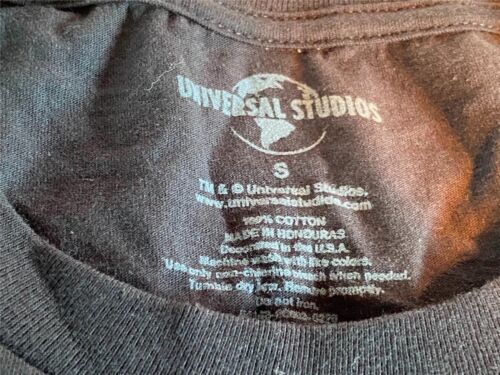 UNIVERSAL STUDIOS
S
TM & © Universal Studios.
www.universalstudios.com
100% COTTON
MADE IN HONDURAS
Decorated in the U.S.A.
Machine wash with like colors.
Use only non-chlorine bleach when needed.
Tumble dry low. Remove promptly.
Do not iron.